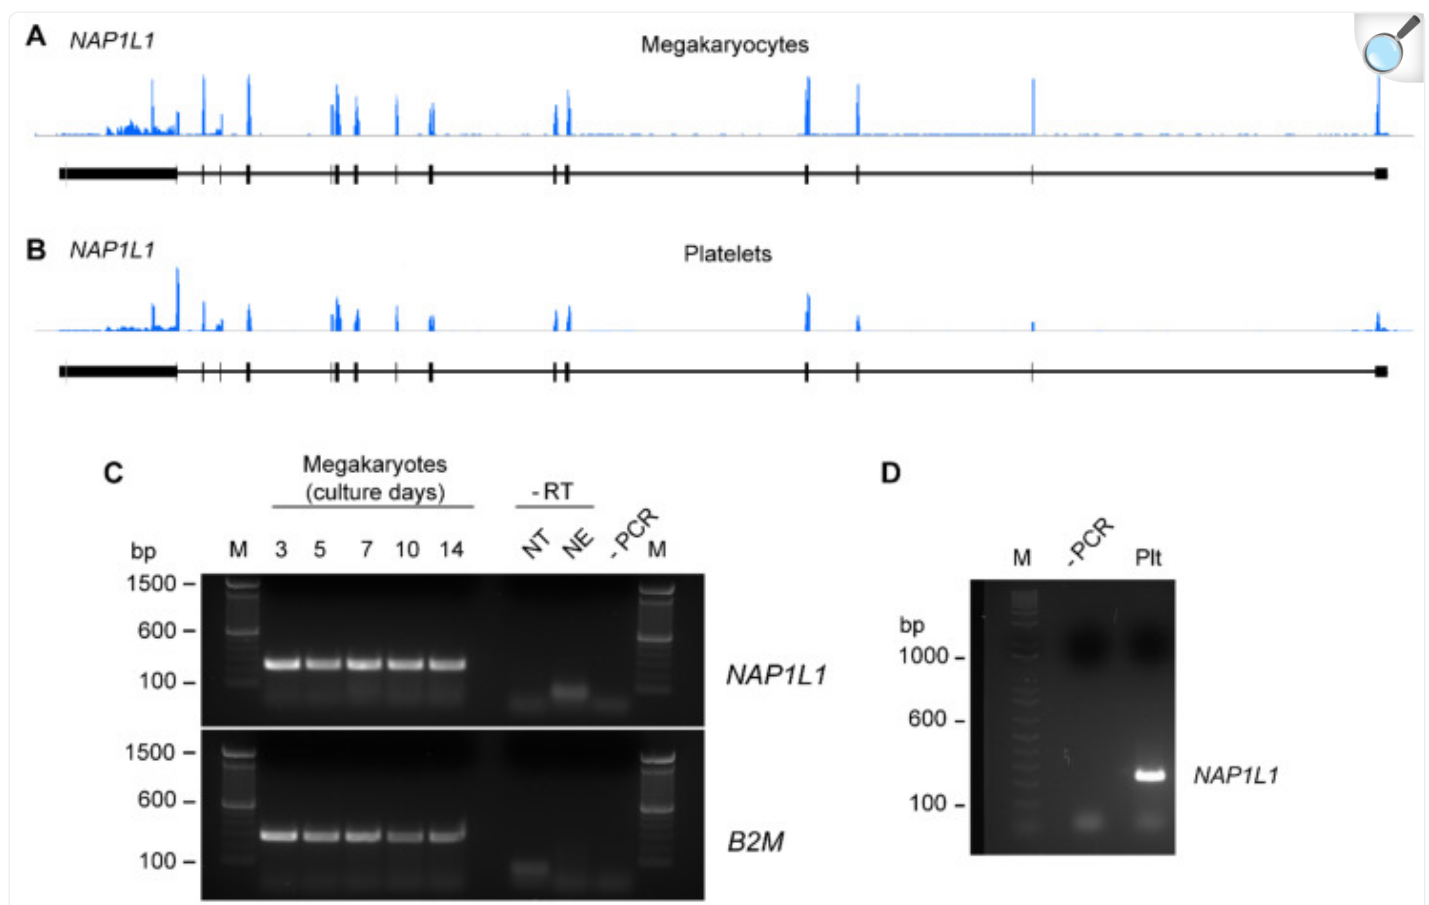 A NAP1L1 Megakaryocytes
B NAP1L1 Platelets
C Megakaryotes
(culture days)
-RT
bp M 3 5 7 10 14 NT NE -PCR M
1500
600
100
NAP1L1
1500
600
100
B2M
D
M -PCR Plt
bp
1000
600
100
NAP1L1